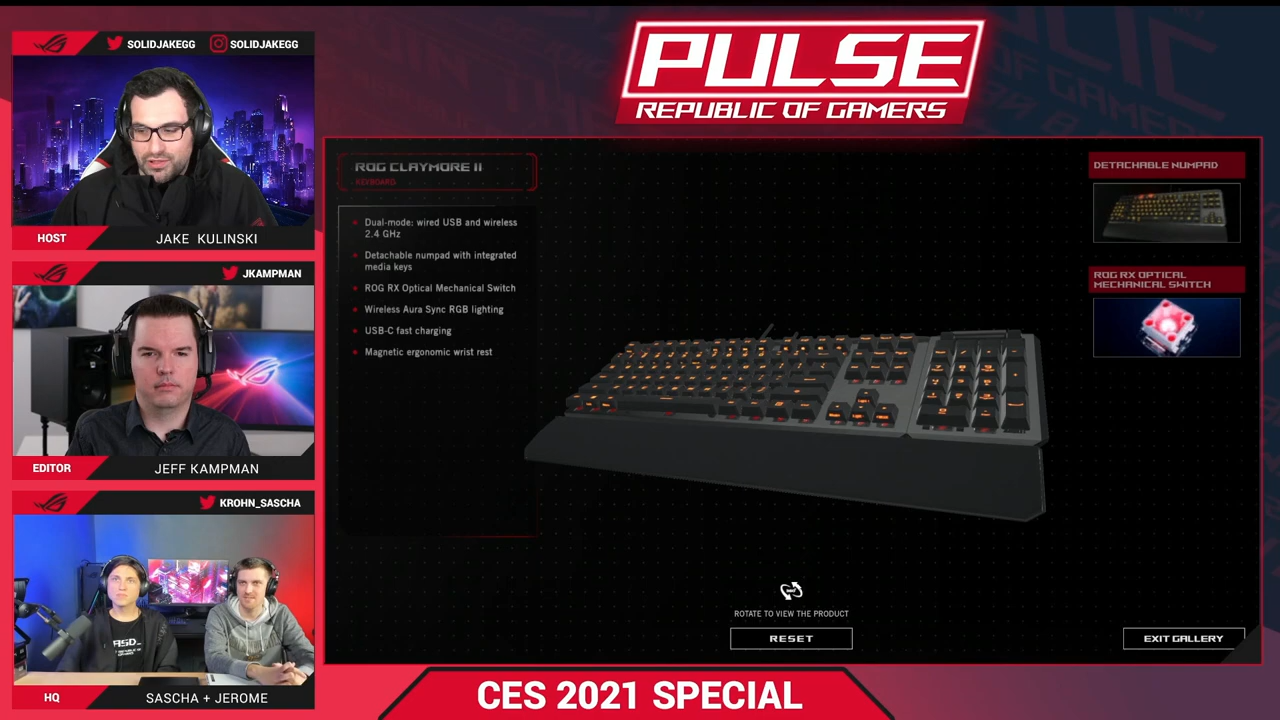 SOLIDJAKEGG SOLIDJAKEGG
HOST JAKE KULINSKI
JKAMPMAN
EDITOR JEFF KAMPMAN
KROHN_SASCHA
HQ SASCHA + JEROME
PULSE
REPUBLIC OF GAMERS
ROG CLAYMORE II
KEYBOARD
Dual-mode: wired USB and wireless
2.4 GHz
Detachable numpad with integrated
media keys
ROG RX Optical Mechanical Switch
Wireless Aura Sync RGB lighting
USB-C fast charging
Magnetic ergonomic wrist rest
DETACHABLE NUMPAD
ROG RX OPTICAL
MECHANICAL SWITCH
ROTATE TO VIEW THE PRODUCT
RESET
EXIT GALLERY
CES 2021 SPECIAL